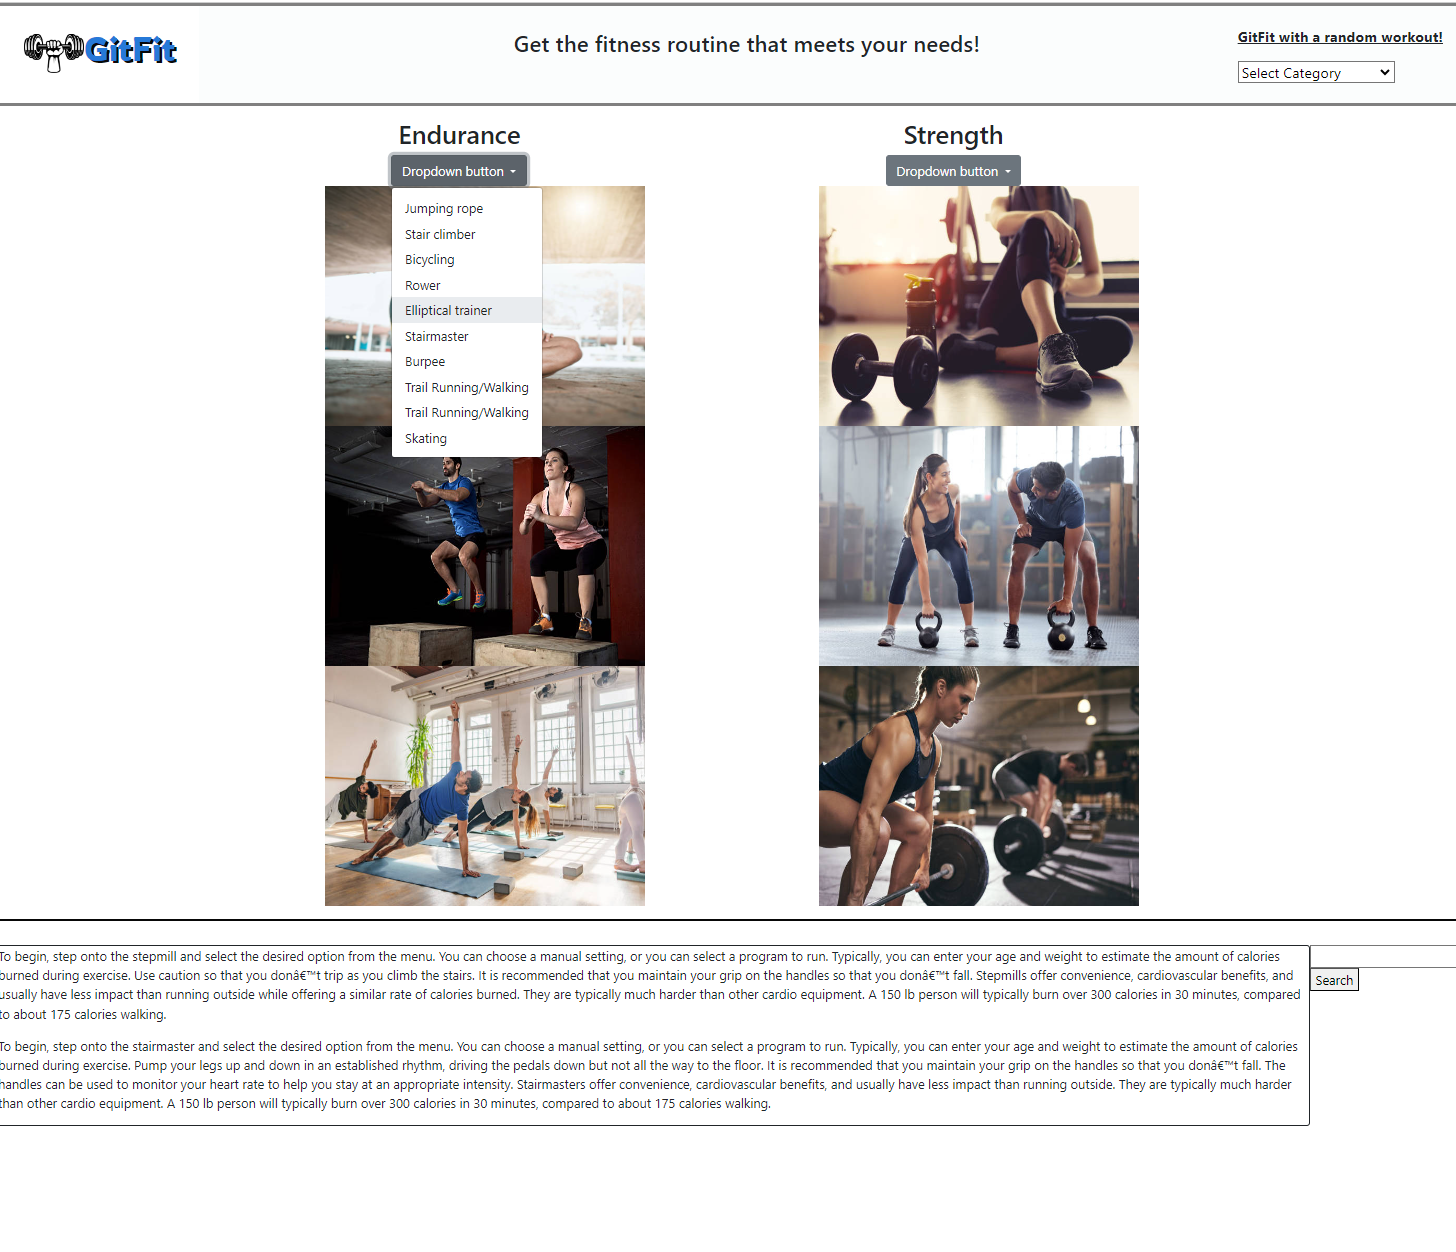 GitFit
Get the fitness routine that meets your needs!
GitFit with a random workout!
Select Category
Endurance
Dropdown button
Jumping rope
Stair climber
Bicycling
Rower
Elliptical trainer
Stairmaster
Burpee
Trail Running/Walking
Trail Running/Walking
Skating
Strength
Dropdown button
To begin, step onto the stepmill and select the desired option from the menu. You can choose a manual setting, or you can select a program to run. Typically, you can enter your age and weight to estimate the amount of calories
burned during exercise. Use caution so that you donâ€™t trip as you climb the stairs. It is recommended that you maintain your grip on the handles so that you donâ€™t fall. Stepmills offer convenience, cardiovascular benefits, and
usually have less impact than running outside while offering a similar rate of calories burned. They are typically much harder than other cardio equipment. A 150 lb person will typically burn over 300 calories in 30 minutes, compared
to about 175 calories walking.
To begin, step onto the stairmaster and select the desired option from the menu. You can choose a manual setting, or you can select a program to run. Typically, you can enter your age and weight to estimate the amount of calories
burned during exercise. Pump your legs up and down in an established rhythm, driving the pedals down but not all the way to the floor. It is recommended that you maintain your grip on the handles so that you donâ€™t fall. The
handles can be used to monitor your heart rate to help you stay at an appropriate intensity. Stairmasters offer convenience, cardiovascular benefits, and usually have less impact than running outside. They are typically much harder
than other cardio equipment. A 150 lb person will typically burn over 300 calories in 30 minutes, compared to about 175 calories walking.
Search